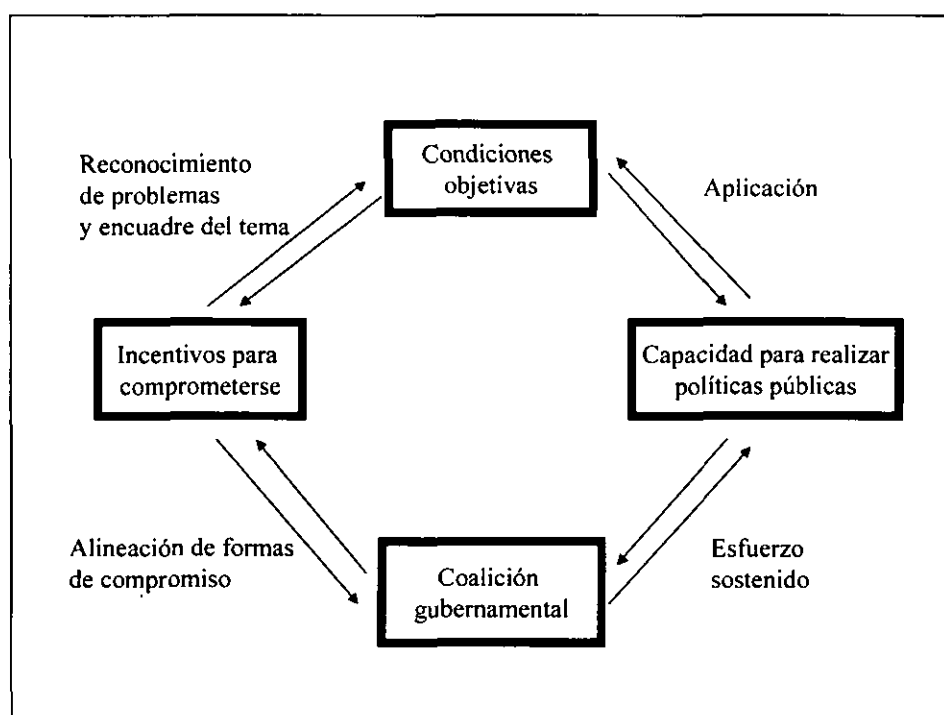 Condiciones
objetivas
Reconocimiento
de problemas
y encuadre del tema
Aplicación
Incentivos para
comprometerse
Capacidad para realizar
políticas públicas
Alineación de formas
de compromiso
Coalición
gubernamental
Esfuerzo
sostenido